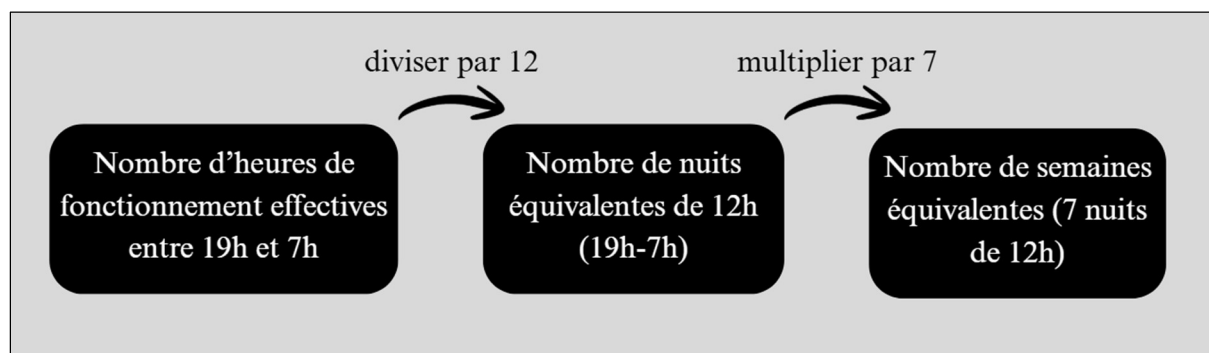 diviser par 12
multiplier par 7
Nombre d’heures de
fonctionnement effectives
entre 19h et 7h
Nombre de nuits
équivalentes de 12h
(19h-7h)
Nombre de semaines
équivalentes (7 nuits
de 12h)